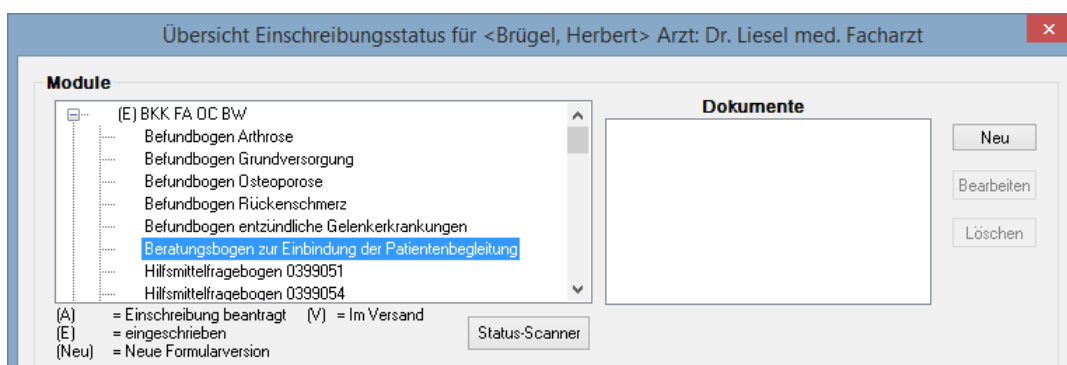 Übersicht Einschreibungsstatus für <Brügel, Herbert> Arzt: Dr. Liesel med. Facharzt
Module
(E) BKK FA OC BW
Befundbogen Arthrose
Befundbogen Grundversorgung
Befundbogen Osteoporose
Befundbogen Rückenschmerz
Befundbogen entzündliche Gelenkerkrankungen
Beratungsbogen zur Einbindung der Patientenbegleitung
Hilfsmittelfragebogen 0399051
Hilfsmittelfragebogen 0399054
(A) = Einschreibung beantragt (V) = Im Versand
(E) = eingeschrieben
(Neu) = Neue Formularversion
Status-Scanner
Dokumente
Neu
Bearbeiten
Löschen